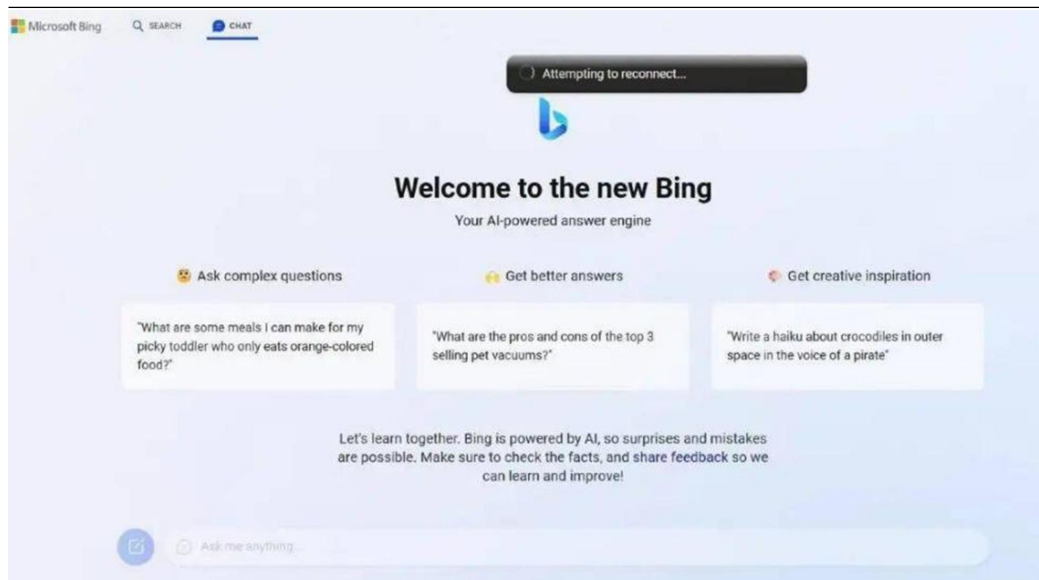 Microsoft Bing
SEARCH
CHAT
Attempting to reconnect...
Welcome to the new Bing
Your AI-powered answer engine
Ask complex questions
Get better answers
Get creative inspiration
"What are some meals I can make for my
picky toddler who only eats orange-colored
food?"
"What are the pros and cons of the top 3
selling pet vacuums?"
"Write a haiku about crocodiles in outer
space in the voice of a pirate"
Let's learn together. Bing is powered by AI, so surprises and mistakes
are possible. Make sure to check the facts, and share feedback so we
can learn and improve!
Ask me anything...